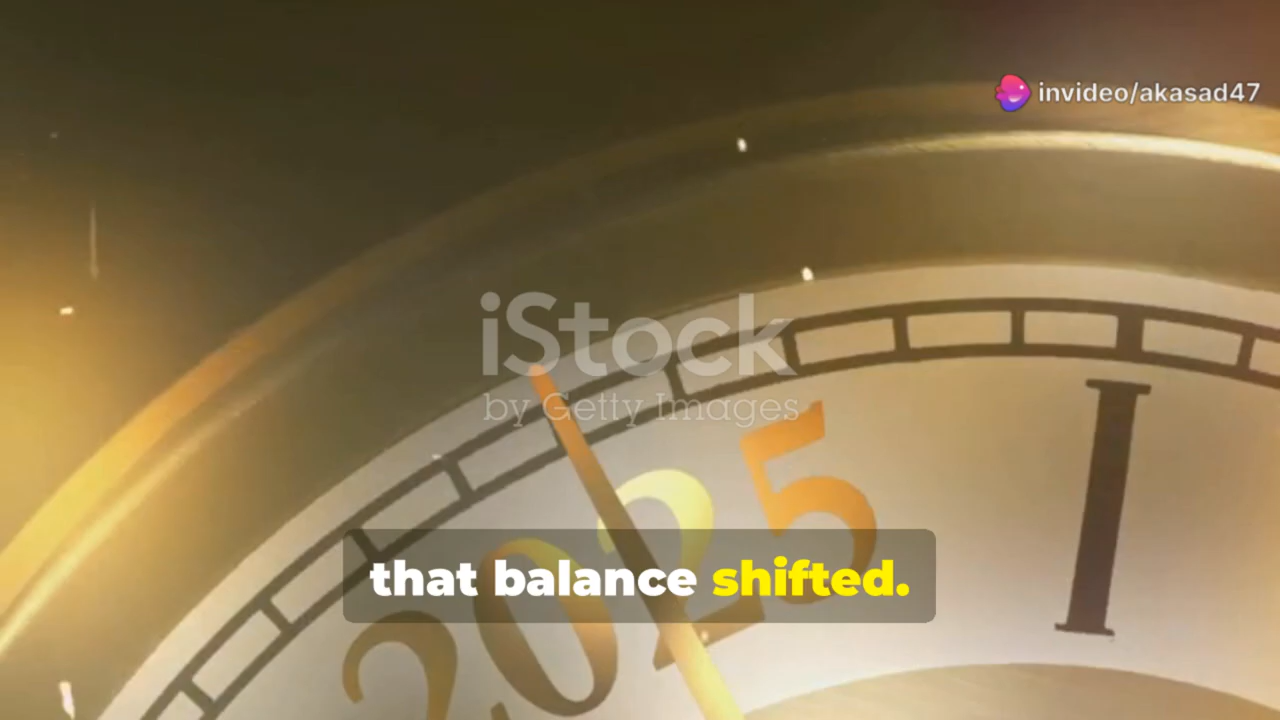 invideo/akasad47
iStock
by Getty Images
2025
I
that balance shifted.